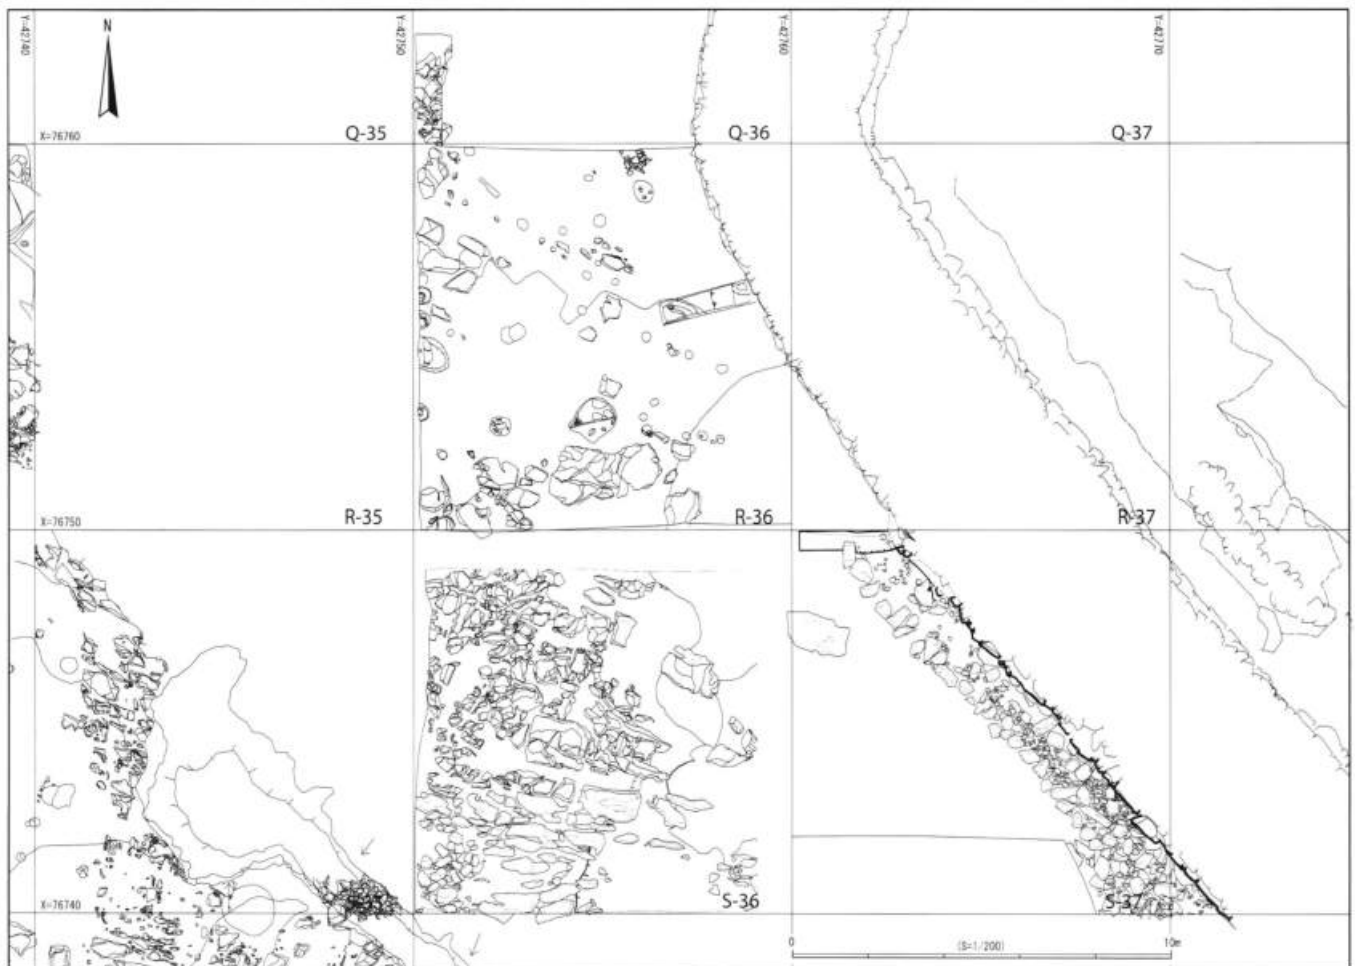 N
Y=42740
Y=42750
Y=42760
Y=42770
X=76760
Q-35
Q-36
Q-37
X=76750
R-35
R-36
R-37
X=76740
S-36
S-37
0
(S=1/200)
10m